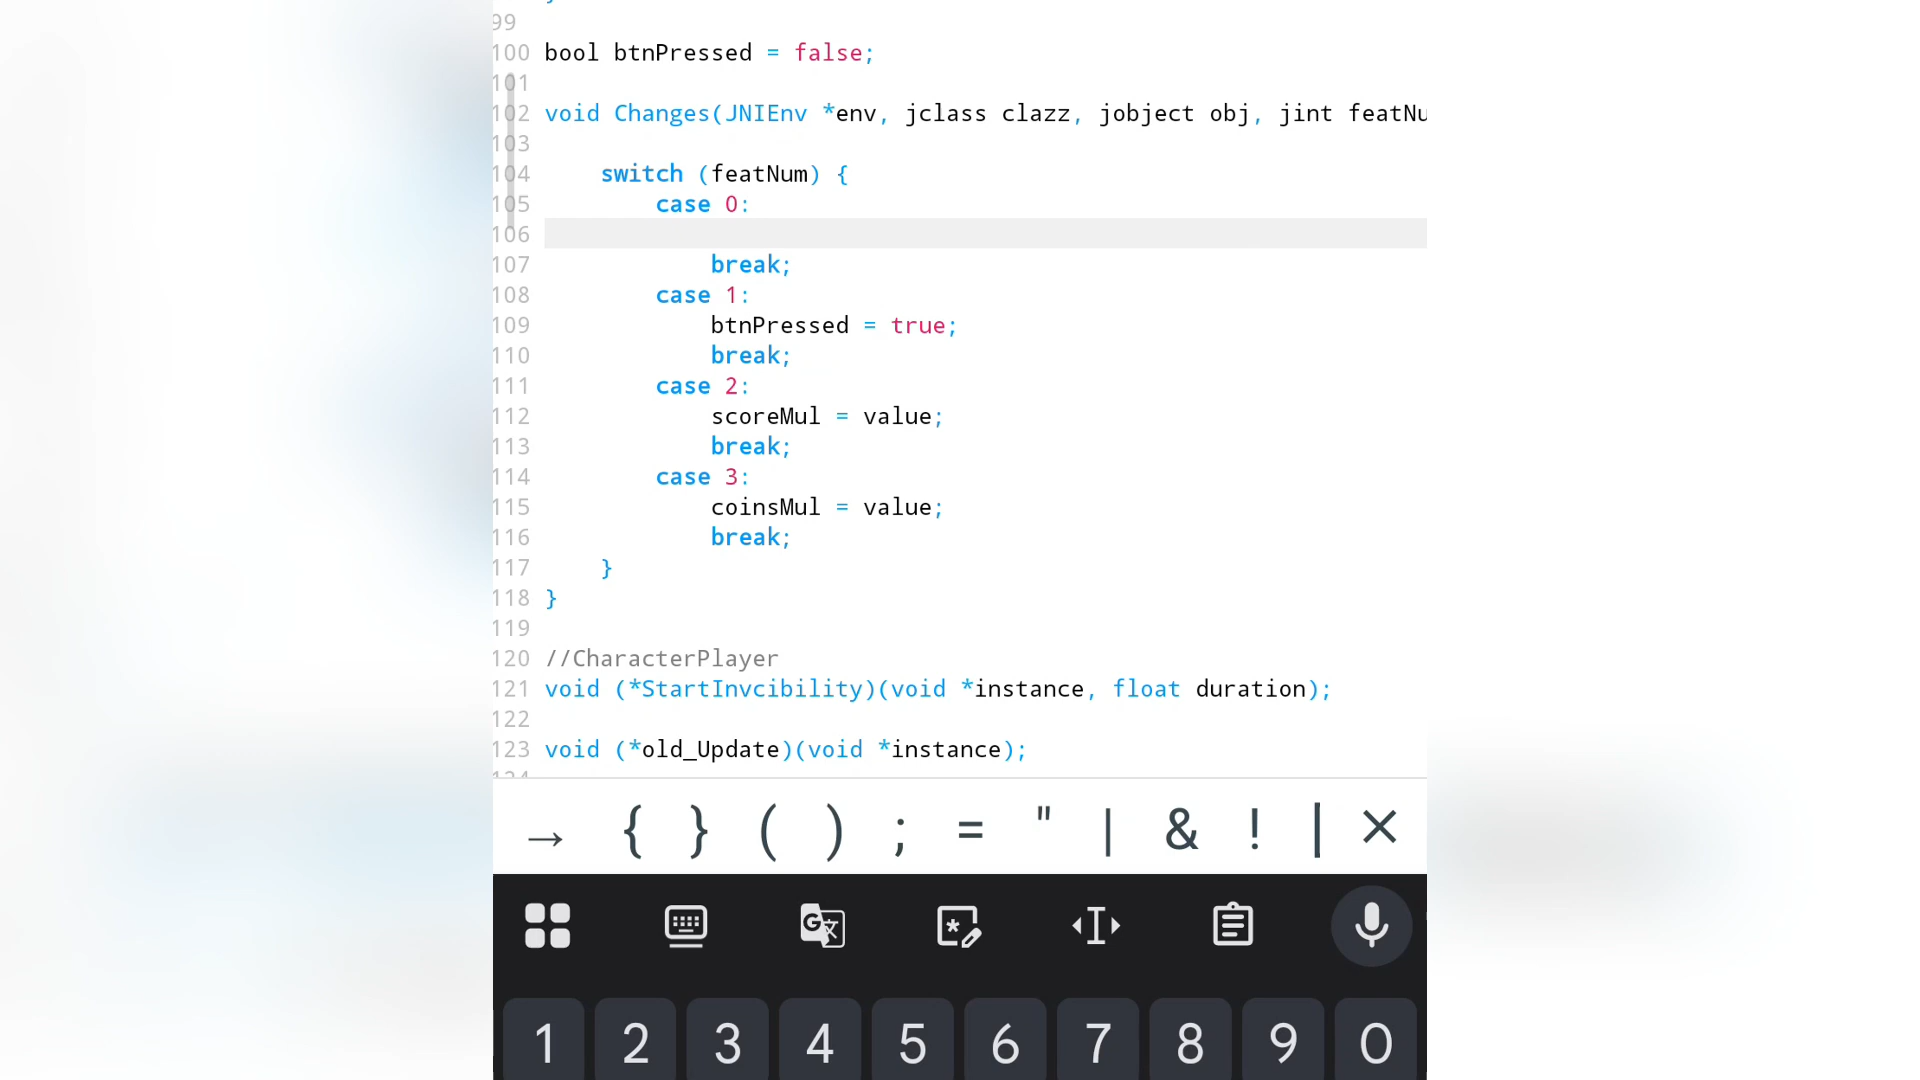 99
100 bool btnPressed = false;
101
102 void Changes(JNIEnv *env, jclass clazz, jobject obj, jint featNu
103
104 switch (featNum) {
105 case 0:
106
107 break;
108 case 1:
109 btnPressed = true;
110 break;
111 case 2:
112 scoreMul = value;
113 break;
114 case 3:
115 coinsMul = value;
116 break;
117 }
118 }
119
120 //CharacterPlayer
121 void (*StartInvcibility)(void *instance, float duration);
122
123 void (*old_Update)(void *instance);
→ { } ( ) ; = " | & ! | ×
1 2 3 4 5 6 7 8 9 0